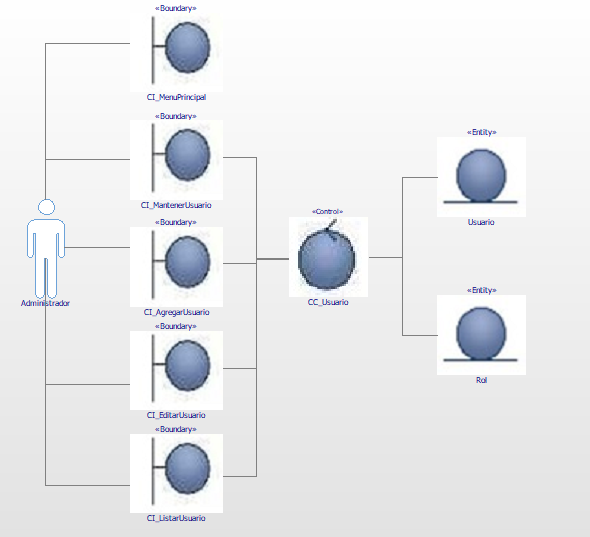 «Boundary»
CI_MenuPrincipal
«Boundary»
CI_MantenerUsuario
«Boundary»
CI_AgregarUsuario
«Boundary»
CI_EditarUsuario
«Boundary»
CI_ListarUsuario
Administrador
«Control»
CC_Usuario
«Entity»
Usuario
«Entity»
Rol